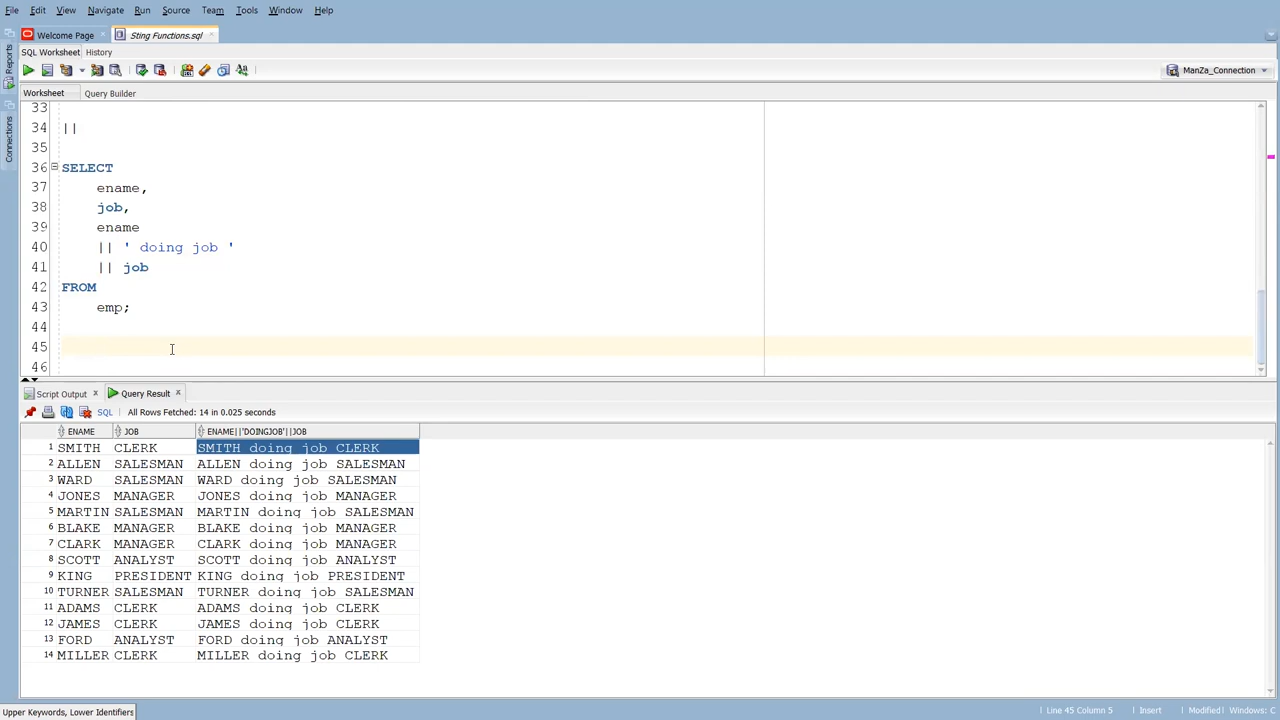 File Edit View Navigate Run Source Team Tools Window Help
Welcome Page Sting Functions.sql
SQL Worksheet History
ManZa_Connection
Worksheet Query Builder
Reports
Connections
33
34 ||
35
36 SELECT
37 ename,
38 job,
39 ename
40 || ' doing job '
41 || job
42 FROM
43 emp;
44
45
46
Script Output Query Result
SQL All Rows Fetched: 14 in 0.025 seconds
ENAME JOB ENAME||'DOINGJOB'||JOB
1 SMITH CLERK SMITH doing job CLERK
2 ALLEN SALESMAN ALLEN doing job SALESMAN
3 WARD SALESMAN WARD doing job SALESMAN
4 JONES MANAGER JONES doing job MANAGER
5 MARTIN SALESMAN MARTIN doing job SALESMAN
6 BLAKE MANAGER BLAKE doing job MANAGER
7 CLARK MANAGER CLARK doing job MANAGER
8 SCOTT ANALYST SCOTT doing job ANALYST
9 KING PRESIDENT KING doing job PRESIDENT
10 TURNER SALESMAN TURNER doing job SALESMAN
11 ADAMS CLERK ADAMS doing job CLERK
12 JAMES CLERK JAMES doing job CLERK
13 FORD ANALYST FORD doing job ANALYST
14 MILLER CLERK MILLER doing job CLERK
Upper Keywords, Lower Identifiers Line 45 Column 5 Insert Modified Windows: C